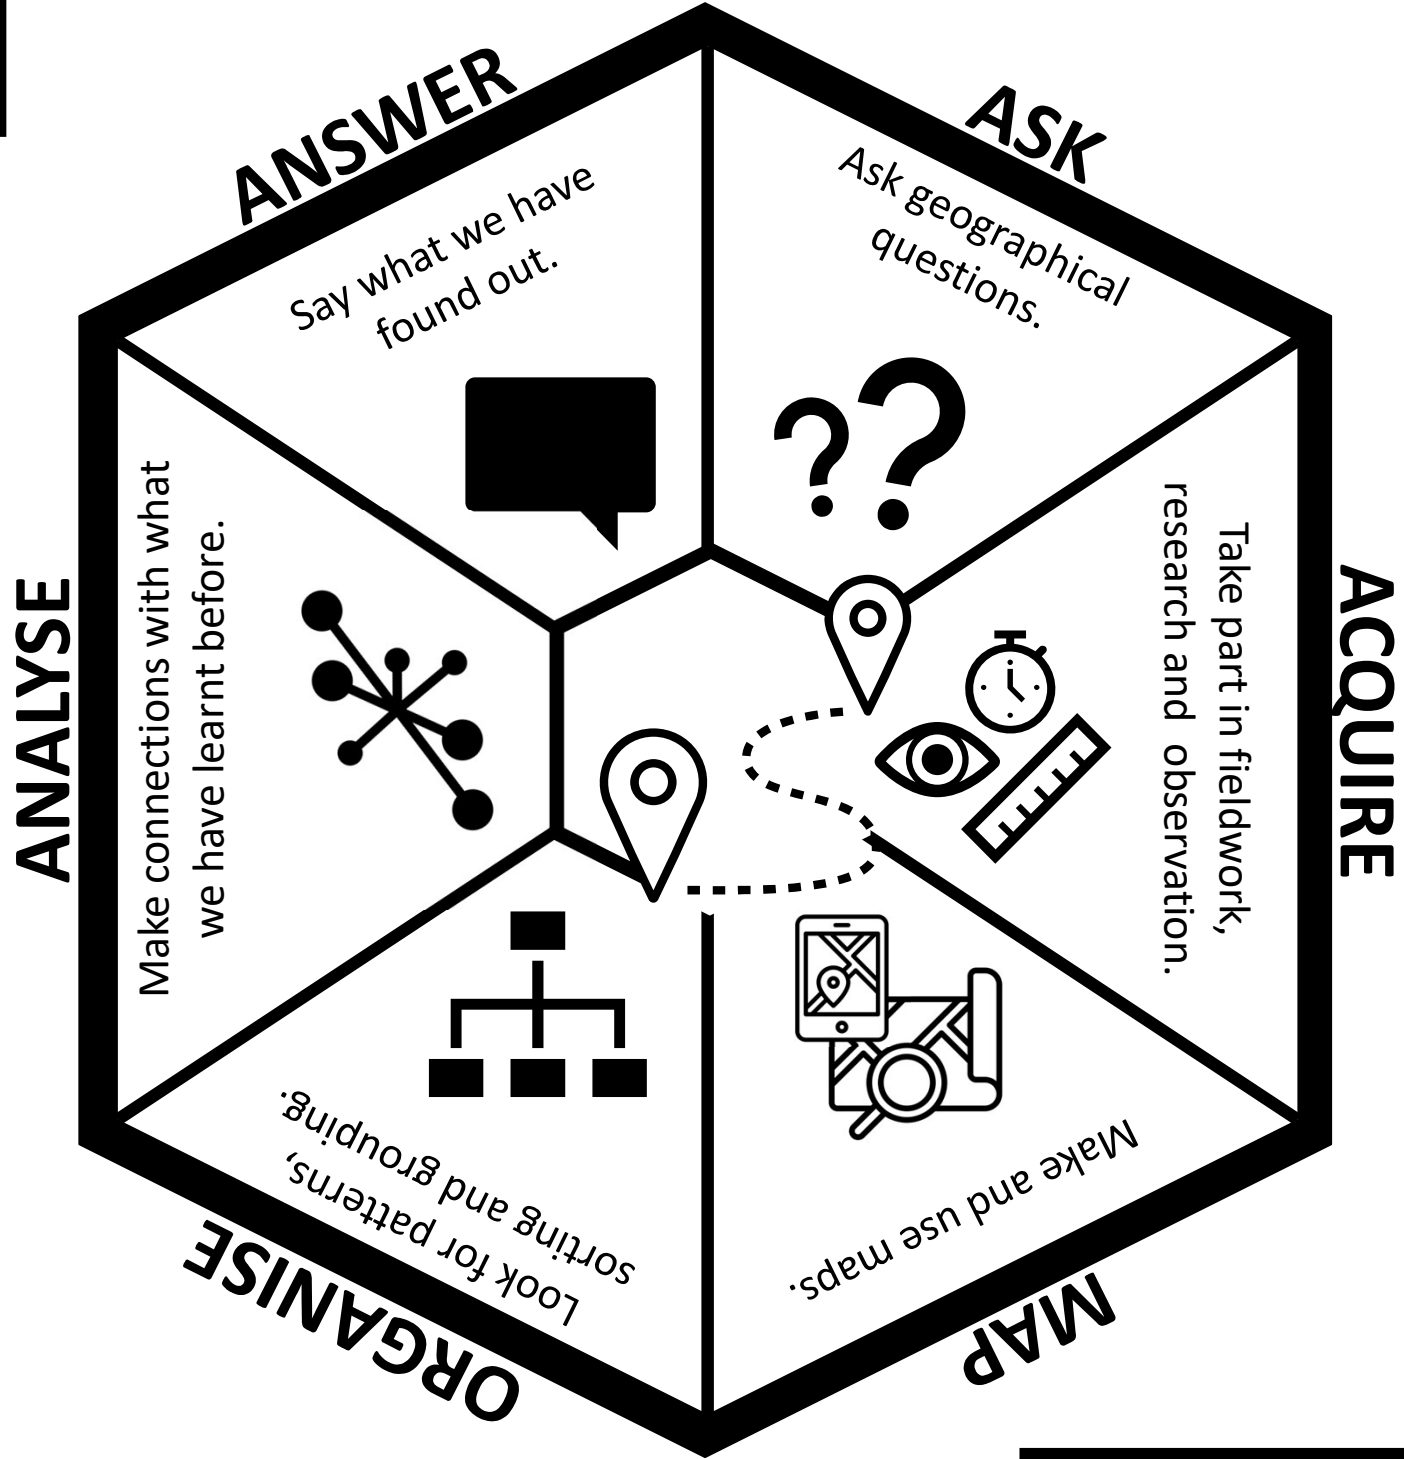 ASK
Ask geographical
questions.
ACQUIRE
Take part in fieldwork,
research and observation.
MAP
Make and use maps.
ORGANISE
Look for patterns,
sorting and grouping.
ANALYSE
Make connections with what
we have learnt before.
ANSWER
Say what we have
found out.
??